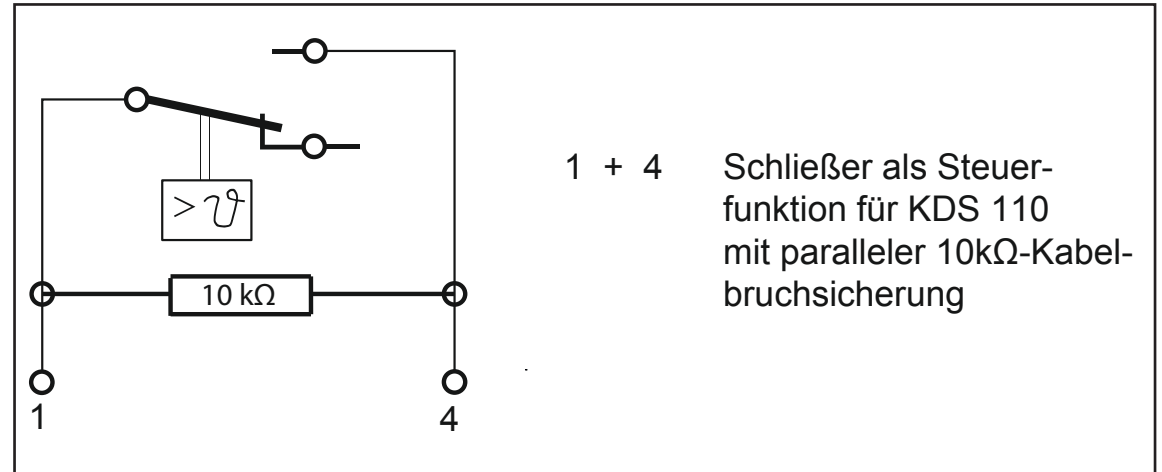 1 + 4 Schließer als Steuer-
funktion für KDS 110
mit paralleler 10kΩ-Kabel-
bruchsicherung
>ϑ
10 kΩ
1 4